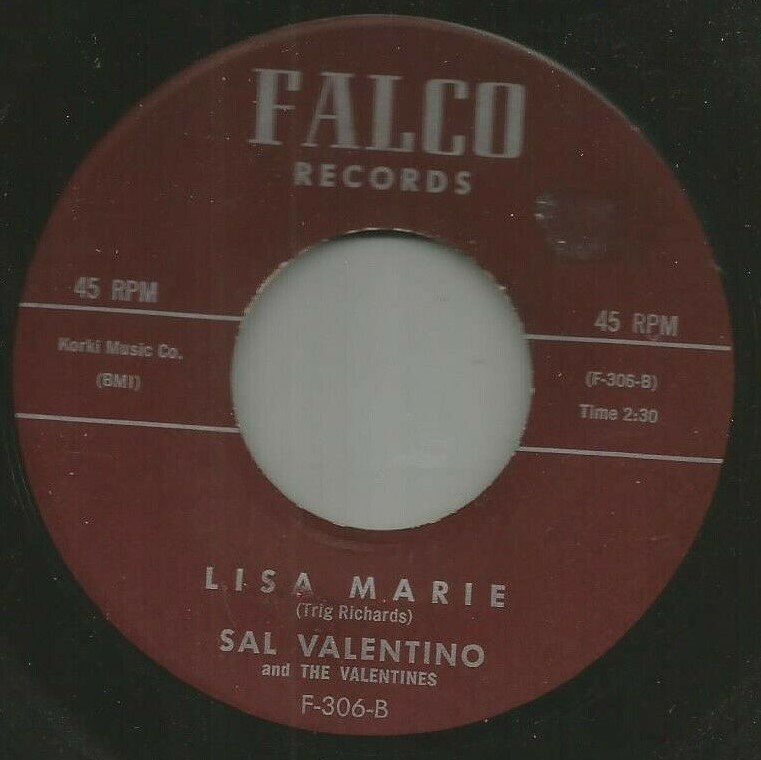 FALCO
RECORDS
45 RPM
Korki Music Co.
(BMI)
45 RPM
(F-306-B)
Time 2:30
LISA MARIE
(Trig Richards)
SAL VALENTINO
and THE VALENTINES
F-306-B